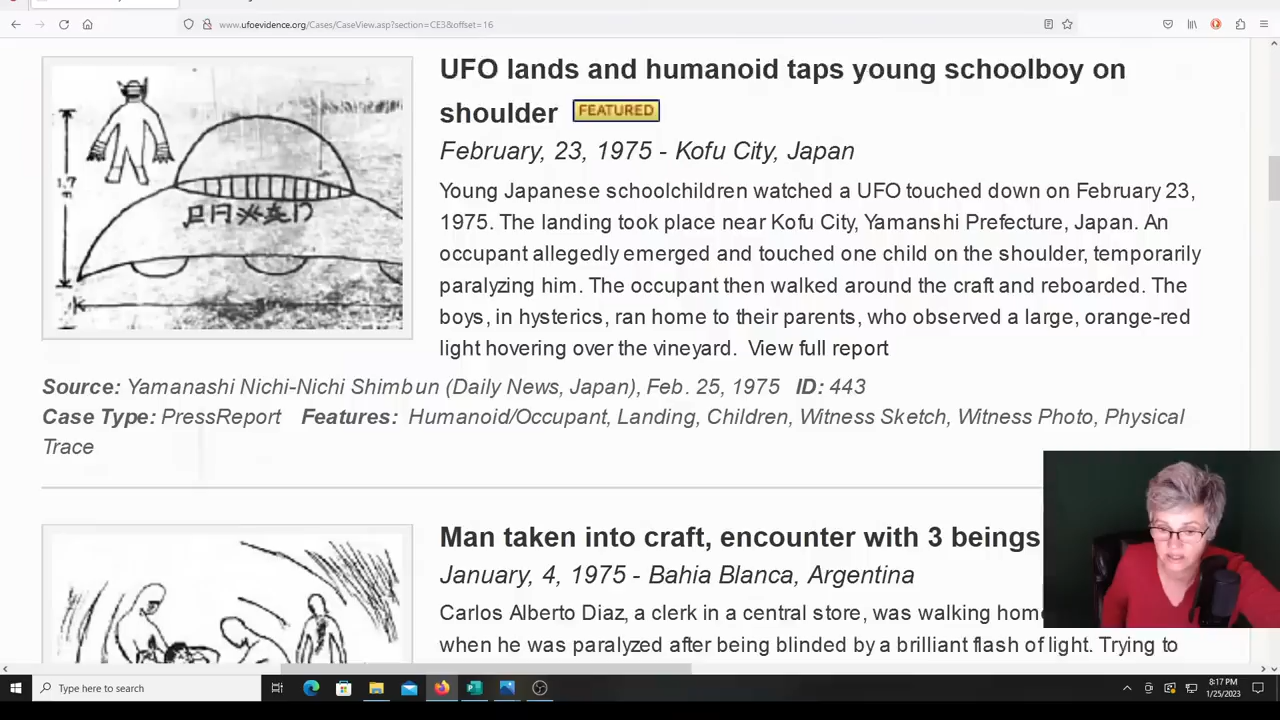 www.ufoevidence.org/Cases/CaseView.asp?section=CE3&offset=16
UFO lands and humanoid taps young schoolboy on
shoulder FEATURED
February, 23, 1975 - Kofu City, Japan
Young Japanese schoolchildren watched a UFO touched down on February 23,
1975. The landing took place near Kofu City, Yamanshi Prefecture, Japan. An
occupant allegedly emerged and touched one child on the shoulder, temporarily
paralyzing him. The occupant then walked around the craft and reboarded. The
boys, in hysterics, ran home to their parents, who observed a large, orange-red
light hovering over the vineyard. View full report
Source: Yamanashi Nichi-Nichi Shimbun (Daily News, Japan), Feb. 25, 1975 ID: 443
Case Type: PressReport Features: Humanoid/Occupant, Landing, Children, Witness Sketch, Witness Photo, Physical
Trace
Man taken into craft, encounter with 3 beings
January, 4, 1975 - Bahia Blanca, Argentina
Carlos Alberto Diaz, a clerk in a central store, was walking home
when he was paralyzed after being blinded by a brilliant flash of light. Trying to
Type here to search
8:17 PM
1/25/2023